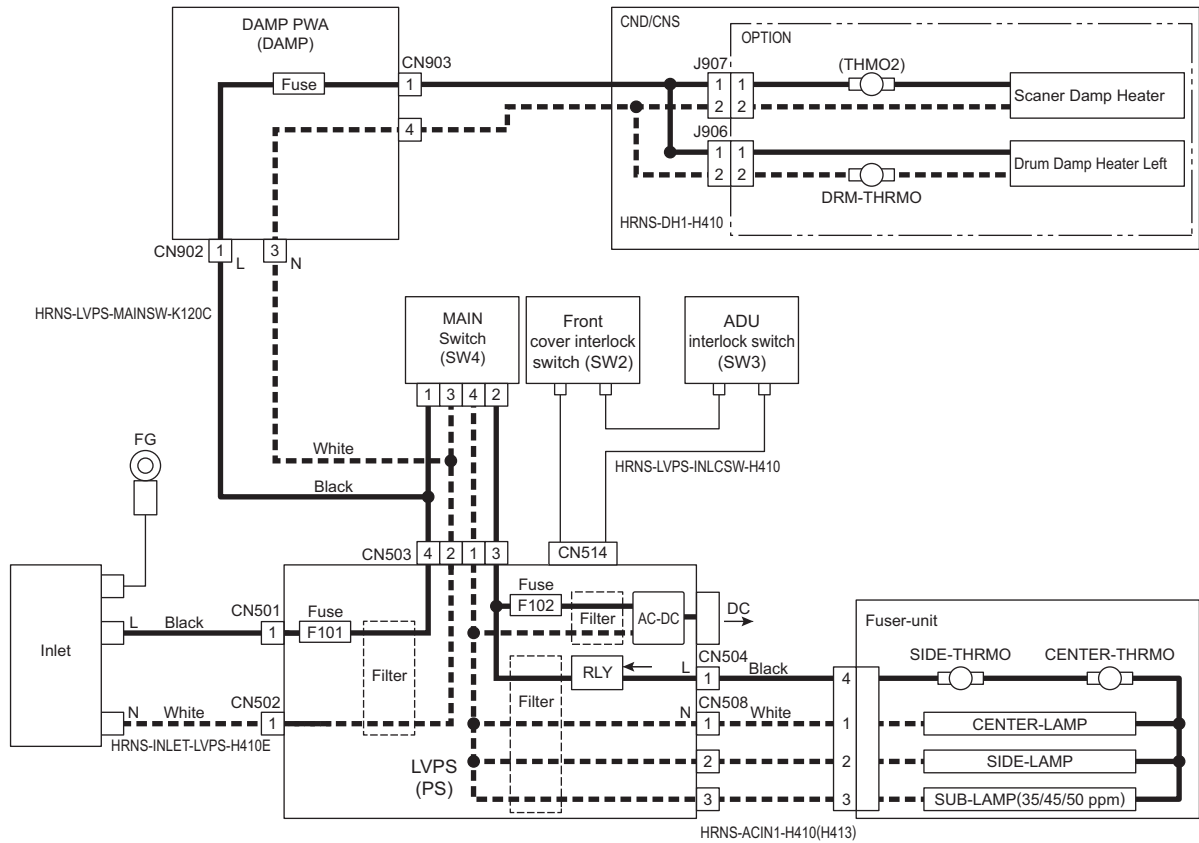 DAMP PWA
(DAMP)
Fuse
CN903
1
4
CN902
1
L
3
N
CND/CNS
OPTION
J907
1 1
2 2
(THMO2)
Scaner Damp Heater
J906
1 1
2 2
DRM-THRMO
Drum Damp Heater Left
HRNS-DH1-H410
HRNS-LVPS-MAINSW-K120C
MAIN
Switch
(SW4)
1 3 4 2
Front
cover interlock
switch (SW2)
ADU
interlock switch
(SW3)
HRNS-LVPS-INLCSW-H410
White
Black
FG
CN503
4 2 1 3
CN514
Inlet
L
Black
CN501
1
Fuse
F101
Filter
N
White
CN502
1
HRNS-INLET-LVPS-H410E
Fuse
F102
Filter
AC-DC
DC
RLY
L
CN504
1
Black
Filter
N
CN508
1
White
2
3
LVPS
(PS)
HRNS-ACIN1-H410(H413)
Fuser-unit
4
1
2
3
SIDE-THRMO
CENTER-THRMO
CENTER-LAMP
SIDE-LAMP
SUB-LAMP(35/45/50 ppm)